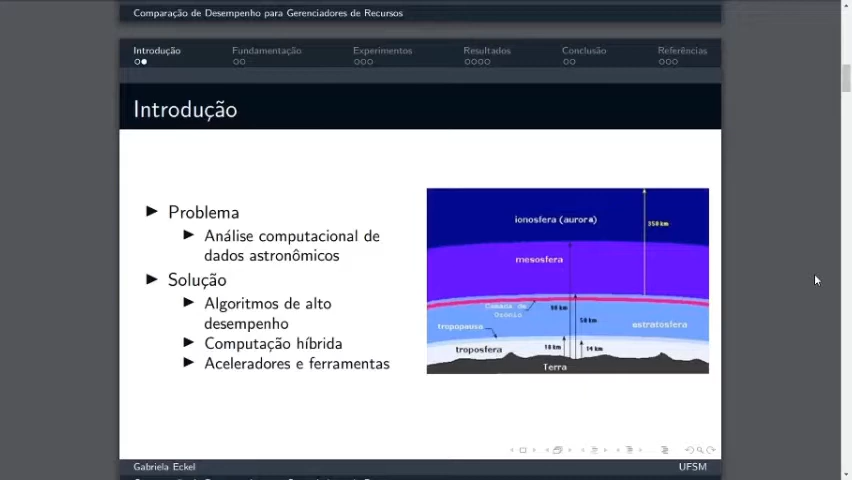 Comparação de Desempenho para Gerenciadores de Recursos
Introdução Fundamentação Experimentos Resultados Conclusão Referências
Introdução
Problema
Análise computacional de
dados astronômicos
Solução
Algoritmos de alto
desempenho
Computação híbrida
Aceleradores e ferramentas
ionosfera (aurora)
350 km
mesosfera
Camada de
Ozônio
90 km
50 km
tropopausa
estratosfera
troposfera
18 km
14 km
Terra
Gabriela Eckel UFSM